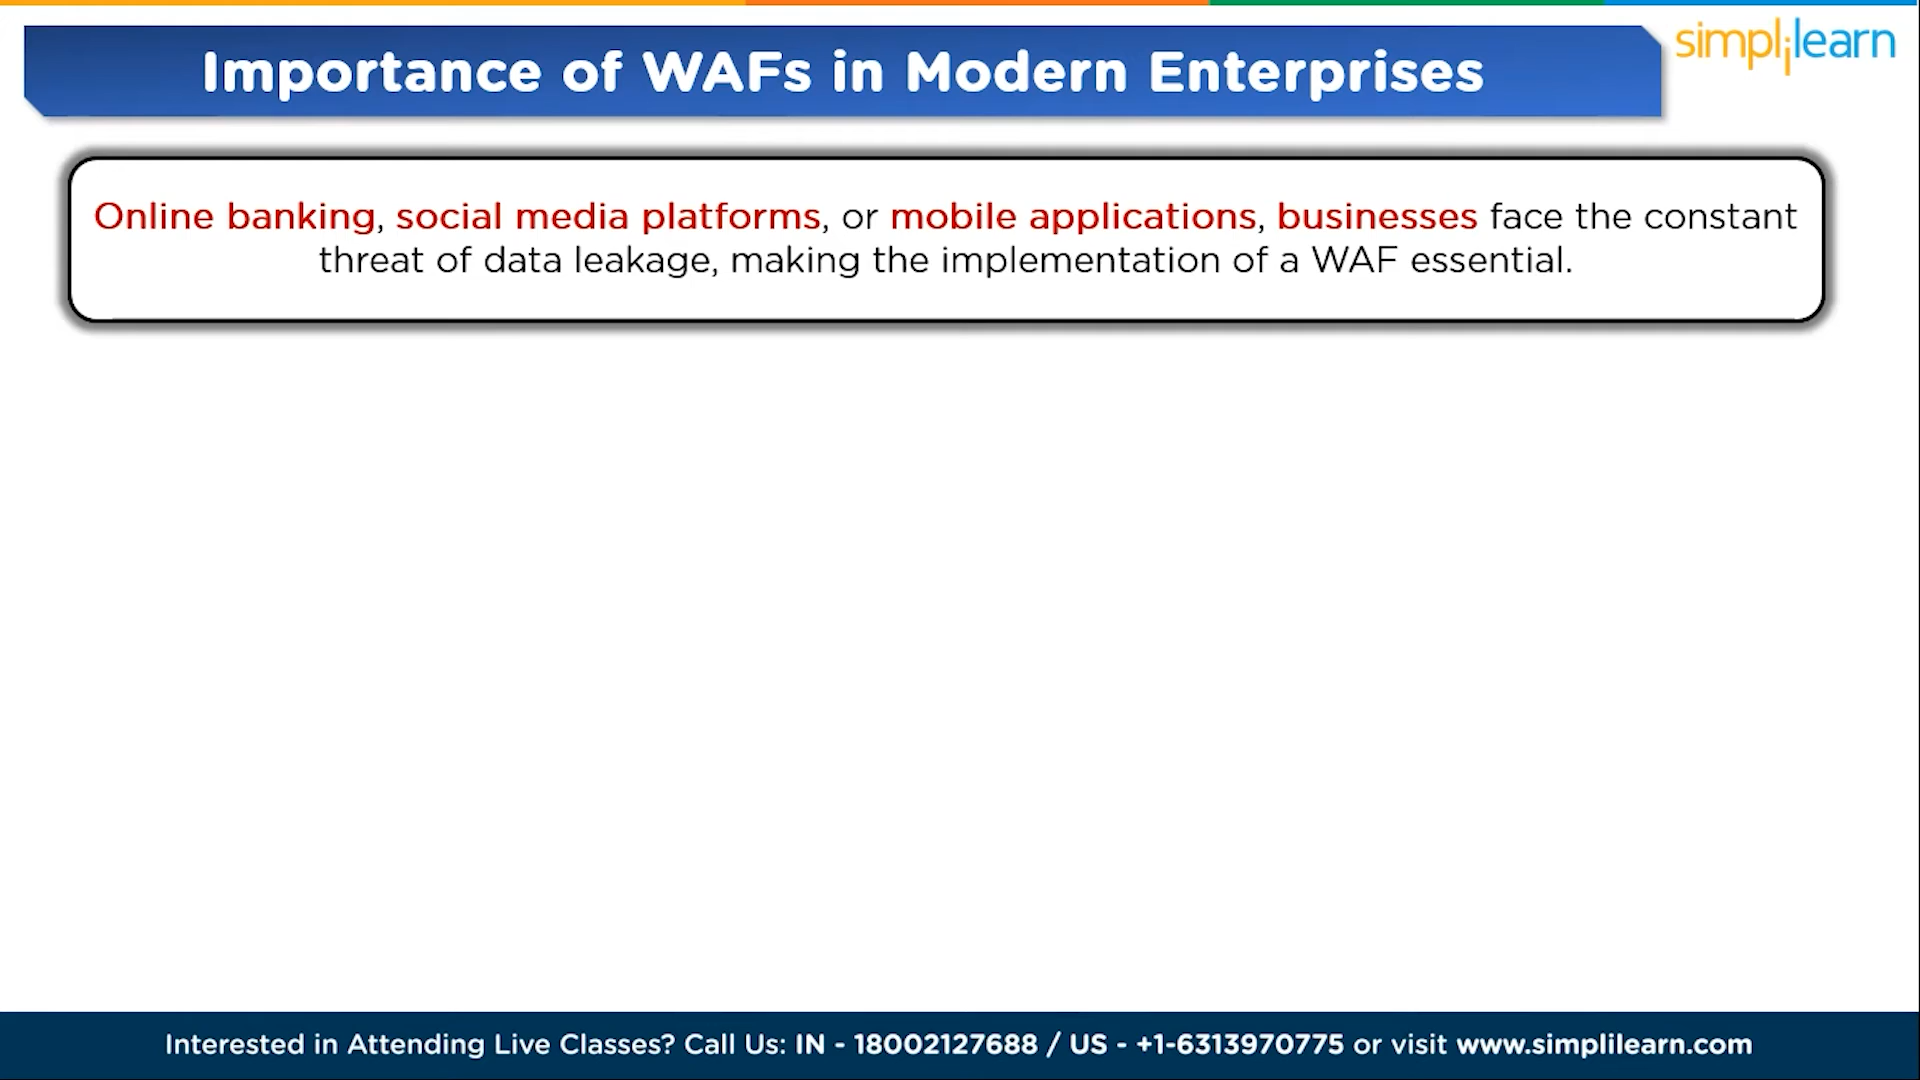 Importance of WAFs in Modern Enterprises
simplilearn
Online banking, social media platforms, or mobile applications, businesses face the constant
threat of data leakage, making the implementation of a WAF essential.
Interested in Attending Live Classes? Call Us: IN - 18002127688 / US - +1-6313970775 or visit www.simplilearn.com